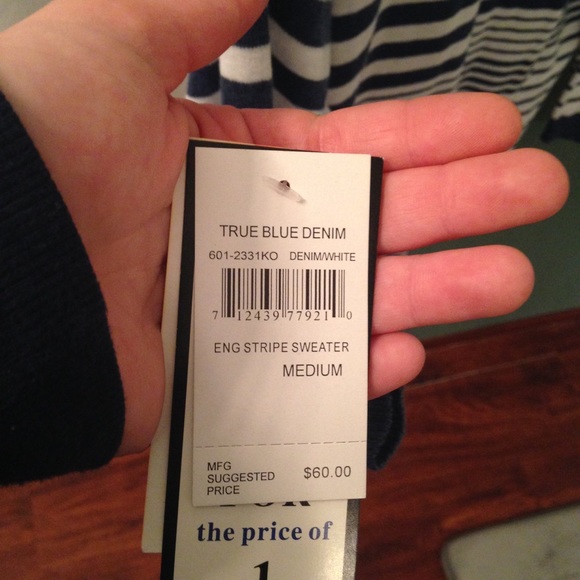 TRUE BLUE DENIM
601-2331KO DENIM/WHITE
7 12439 77921 0
ENG STRIPE SWEATER
MEDIUM
MFG
SUGGESTED
PRICE
$60.00
FOR
the price of
1